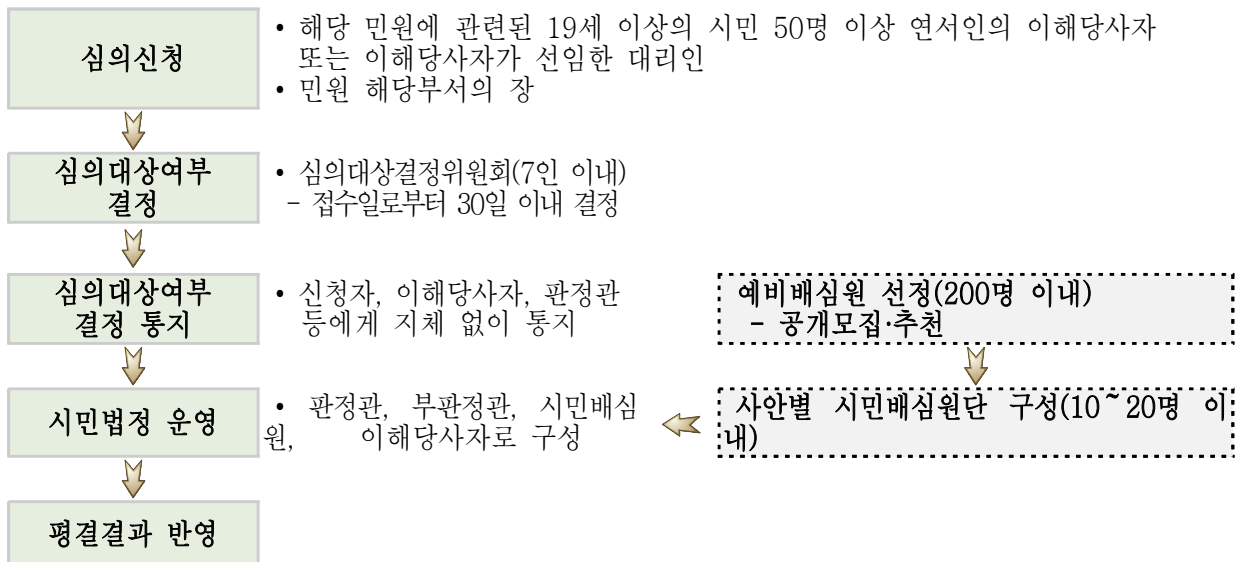 심의신청
• 해당 민원에 관련된 19세 이상의 시민 50명 이상 연서인의 이해당사자
또는 이해당사자가 선임한 대리인
• 민원 해당부서의 장
심의대상여부
결정
• 심의대상결정위원회(7인 이내)
- 접수일로부터 30일 이내 결정
심의대상여부
결정 통지
• 신청자, 이해당사자, 판정관
등에게 지체 없이 통지
예비배심원 선정(200명 이내)
- 공개모집·추천
시민법정 운영
• 판정관, 부판정관, 시민배심
원, 이해당사자로 구성
사안별 시민배심원단 구성(10~20명 이
내)
평결결과 반영